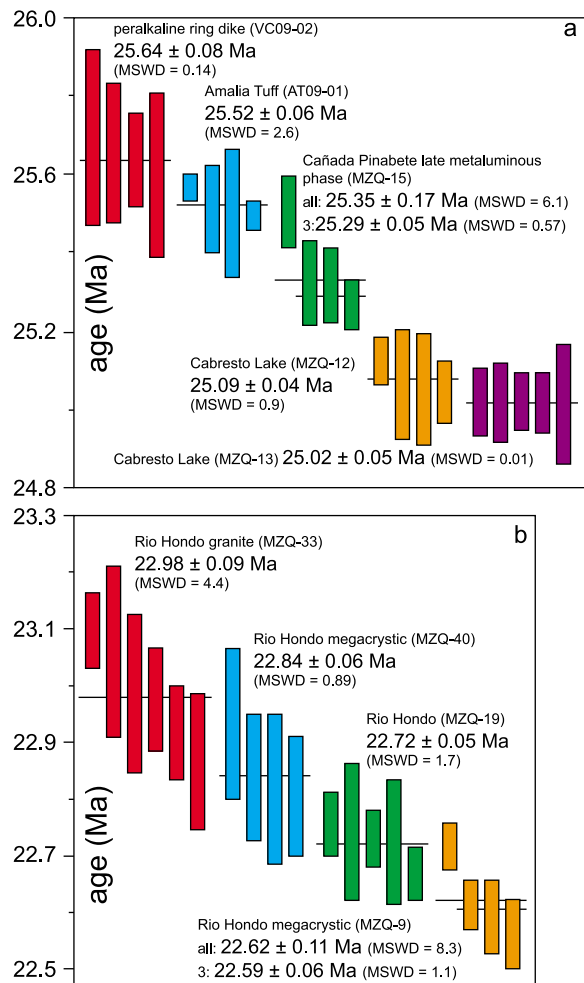 26.0
a
peralkaline ring dike (VC09-02)
25.64 ± 0.08 Ma
(MSWD = 0.14)
Amalia Tuff (AT09-01)
25.52 ± 0.06 Ma
(MSWD = 2.6)
25.6
Cañada Pinabete late metaluminous
phase (MZQ-15)
all: 25.35 ± 0.17 Ma (MSWD = 6.1)
3: 25.29 ± 0.05 Ma (MSWD = 0.57)
age (Ma)
25.2
Cabresto Lake (MZQ-12)
25.09 ± 0.04 Ma
(MSWD = 0.9)
Cabresto Lake (MZQ-13) 25.02 ± 0.05 Ma (MSWD = 0.01)
24.8
23.3
b
Rio Hondo granite (MZQ-33)
22.98 ± 0.09 Ma
(MSWD = 4.4)
23.1
Rio Hondo megacrystic (MZQ-40)
22.84 ± 0.06 Ma
(MSWD = 0.89)
22.9
Rio Hondo (MZQ-19)
22.72 ± 0.05 Ma
(MSWD = 1.7)
age (Ma)
22.7
Rio Hondo megacrystic (MZQ-9)
all: 22.62 ± 0.11 Ma (MSWD = 8.3)
3: 22.59 ± 0.06 Ma (MSWD = 1.1)
22.5